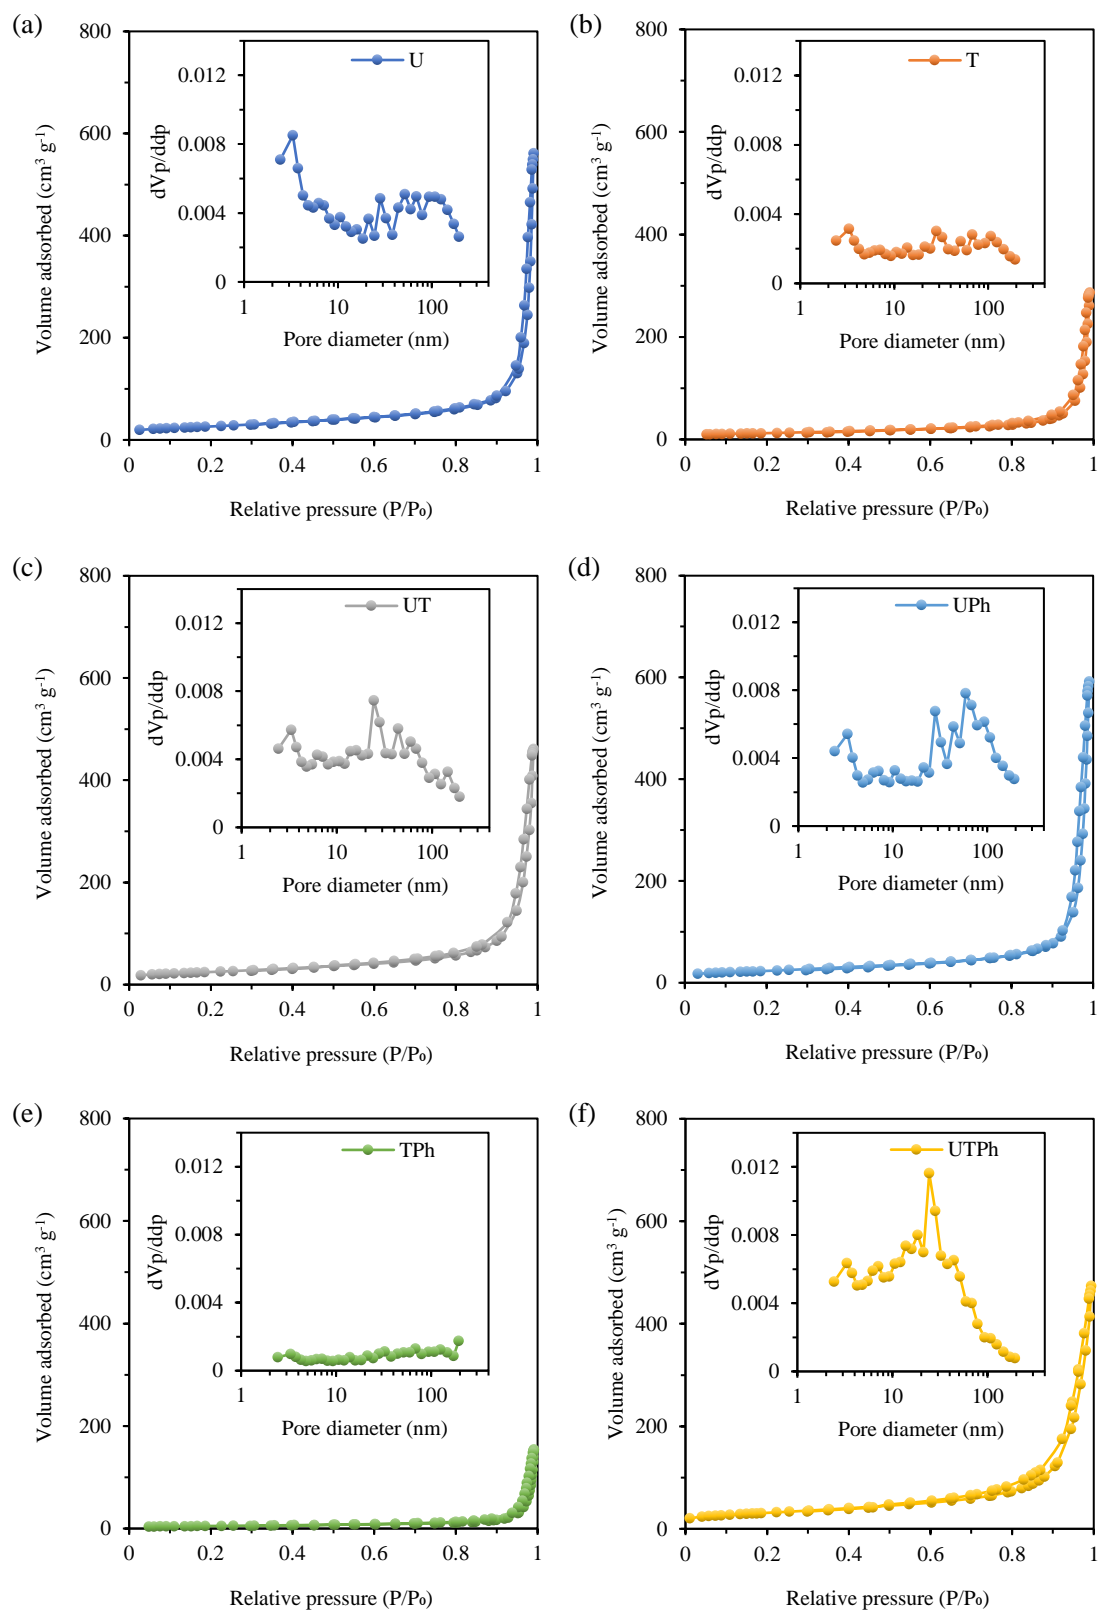 (a)
800
600
400
200
0
Volume adsorbed (cm³ g⁻¹)
0 0.2 0.4 0.6 0.8 1
Relative pressure (P/P₀)
U
0.012
0.008
0.004
0
dVp/ddp
1 10 100
Pore diameter (nm)
(b)
800
600
400
200
0
Volume adsorbed (cm³ g⁻¹)
0 0.2 0.4 0.6 0.8 1
Relative pressure (P/P₀)
T
0.012
0.008
0.004
0
dVp/ddp
1 10 100
Pore diameter (nm)
(c)
800
600
400
200
0
Volume adsorbed (cm³ g⁻¹)
0 0.2 0.4 0.6 0.8 1
Relative pressure (P/P₀)
UT
0.012
0.008
0.004
0
dVp/ddp
1 10 100
Pore diameter (nm)
(d)
800
600
400
200
0
Volume adsorbed (cm³ g⁻¹)
0 0.2 0.4 0.6 0.8 1
Relative pressure (P/P₀)
UPh
0.012
0.008
0.004
0
dVp/ddp
1 10 100
Pore diameter (nm)
(e)
800
600
400
200
0
Volume adsorbed (cm³ g⁻¹)
0 0.2 0.4 0.6 0.8 1
Relative pressure (P/P₀)
TPh
0.012
0.008
0.004
0
dVp/ddp
1 10 100
Pore diameter (nm)
(f)
800
600
400
200
0
Volume adsorbed (cm³ g⁻¹)
0 0.2 0.4 0.6 0.8 1
Relative pressure (P/P₀)
UTPh
0.012
0.008
0.004
0
dVp/ddp
1 10 100
Pore diameter (nm)